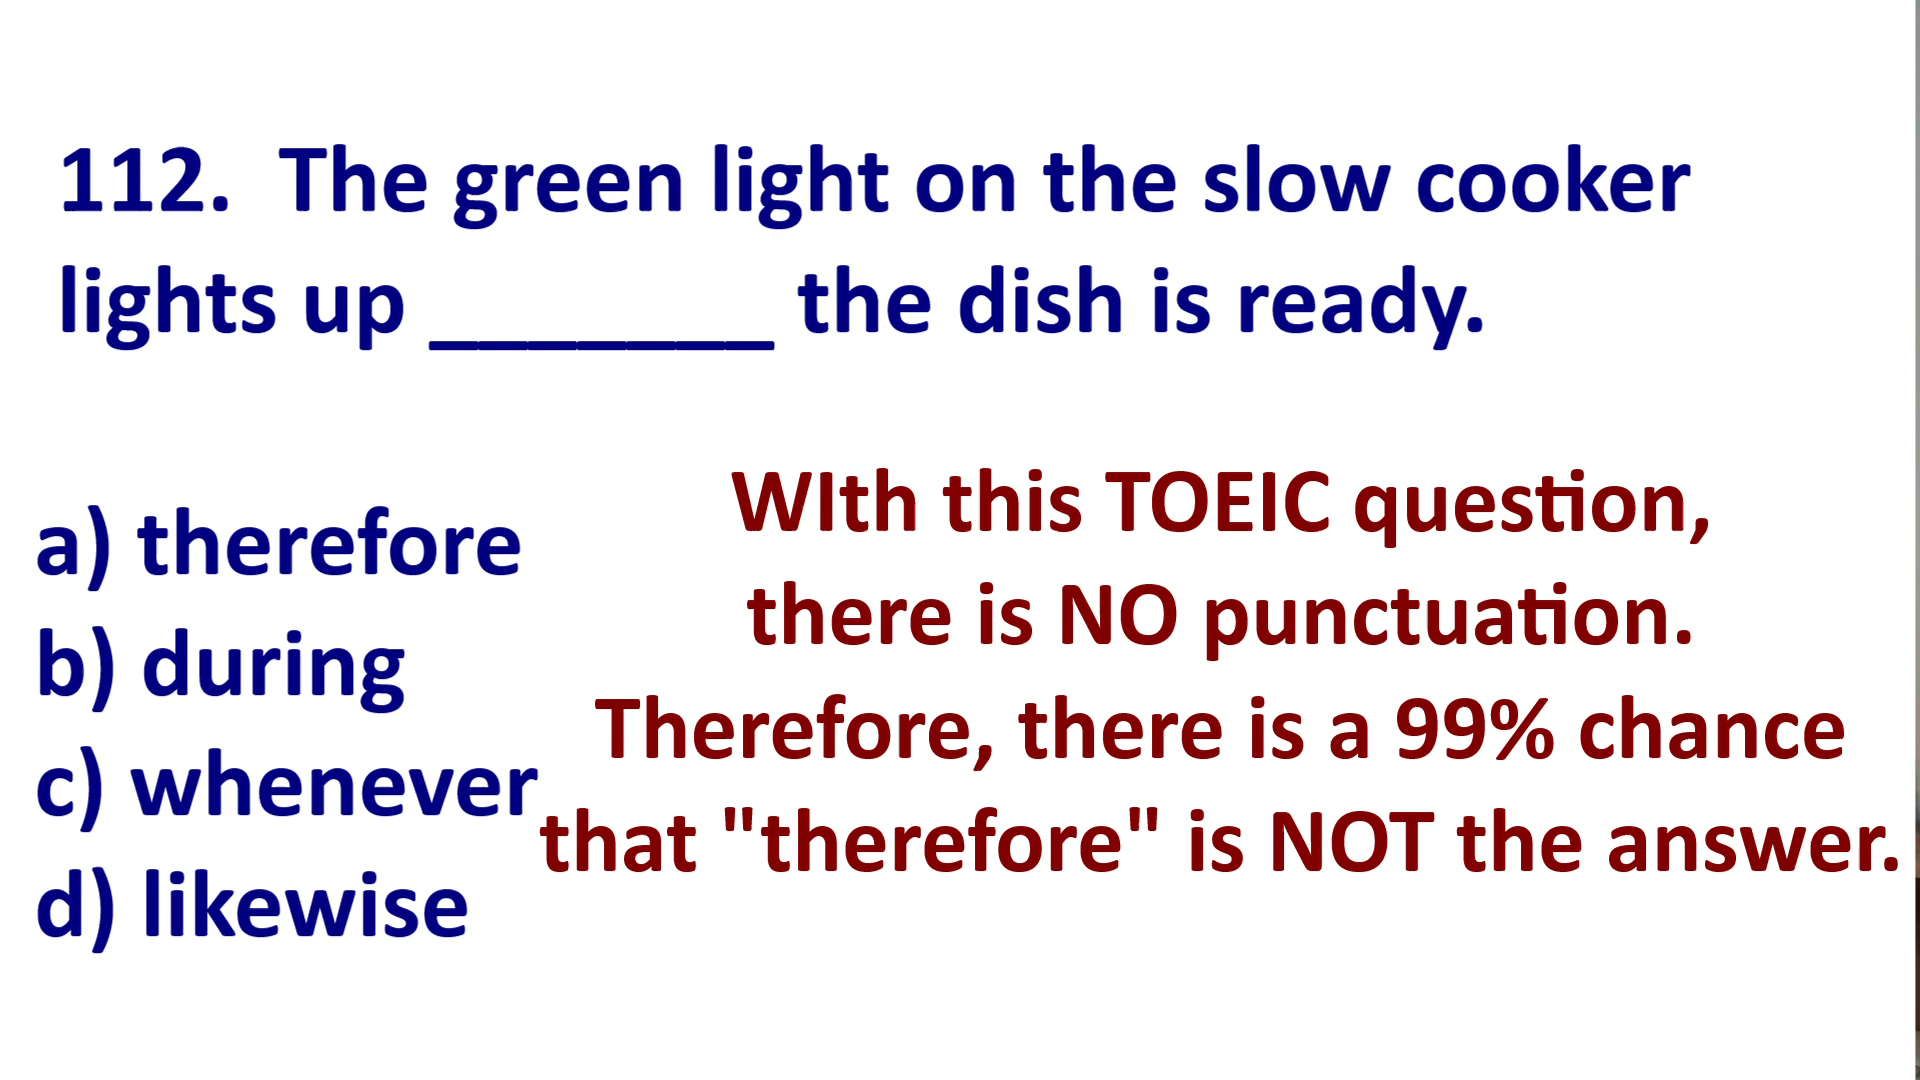 112. The green light on the slow cooker
lights up _______ the dish is ready.
a) therefore
b) during
c) whenever
d) likewise
WIth this TOEIC question,
there is NO punctuation.
Therefore, there is a 99% chance
that "therefore" is NOT the answer.